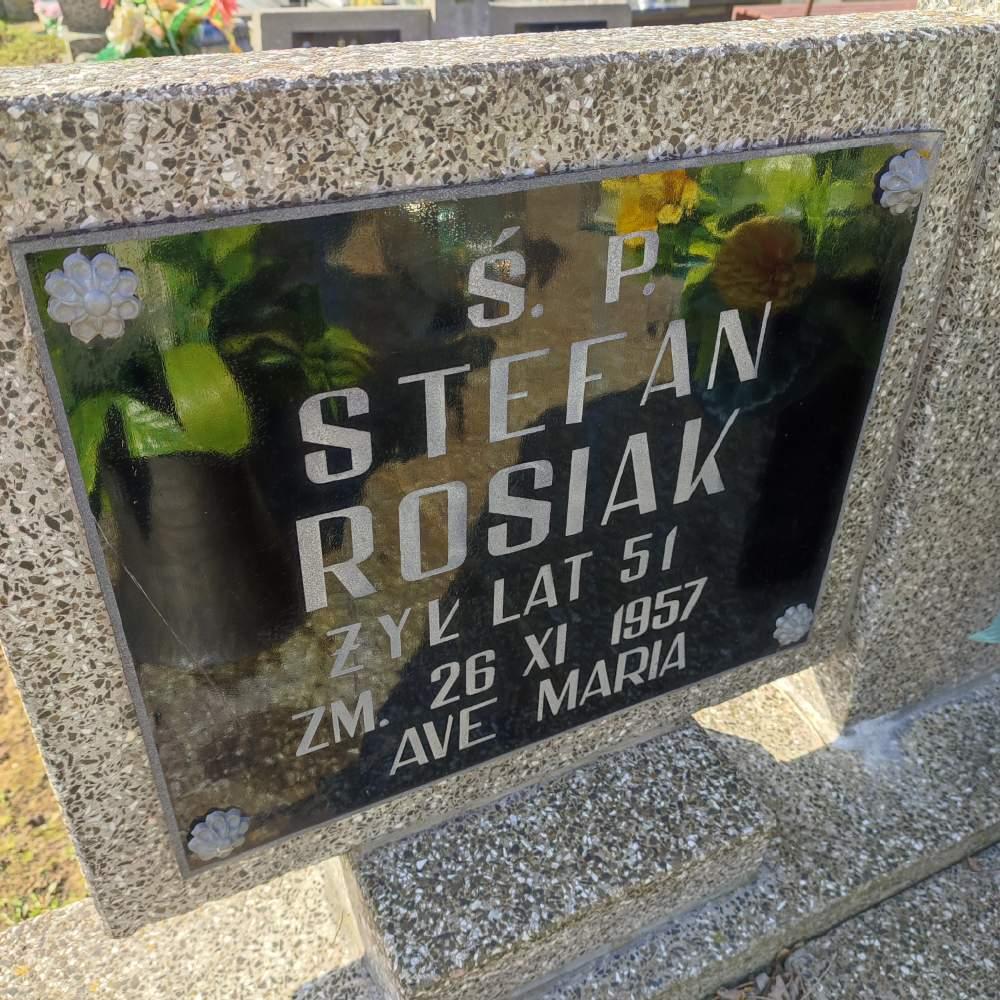 Ś. P.
STEFAN
ROSIAK
ŻYŁ LAT 51
ZM. 26 XI 1957
AVE MARIA